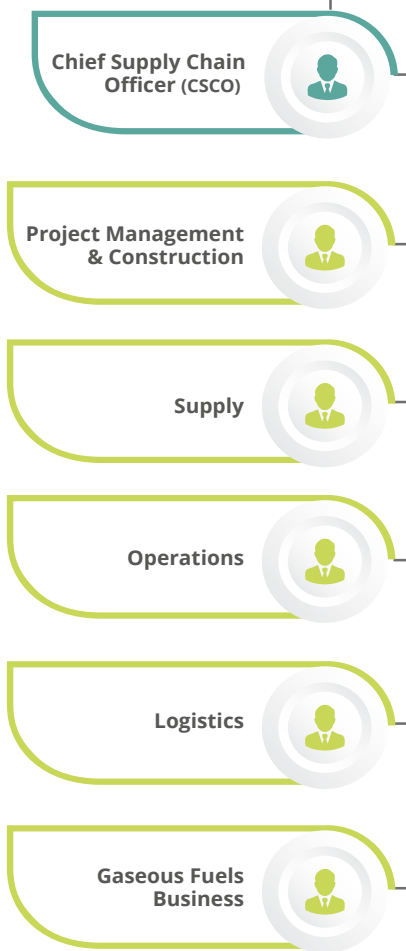 Chief Supply Chain
Officer (CSCO)
Project Management
& Construction
Supply
Operations
Logistics
Gaseous Fuels
Business